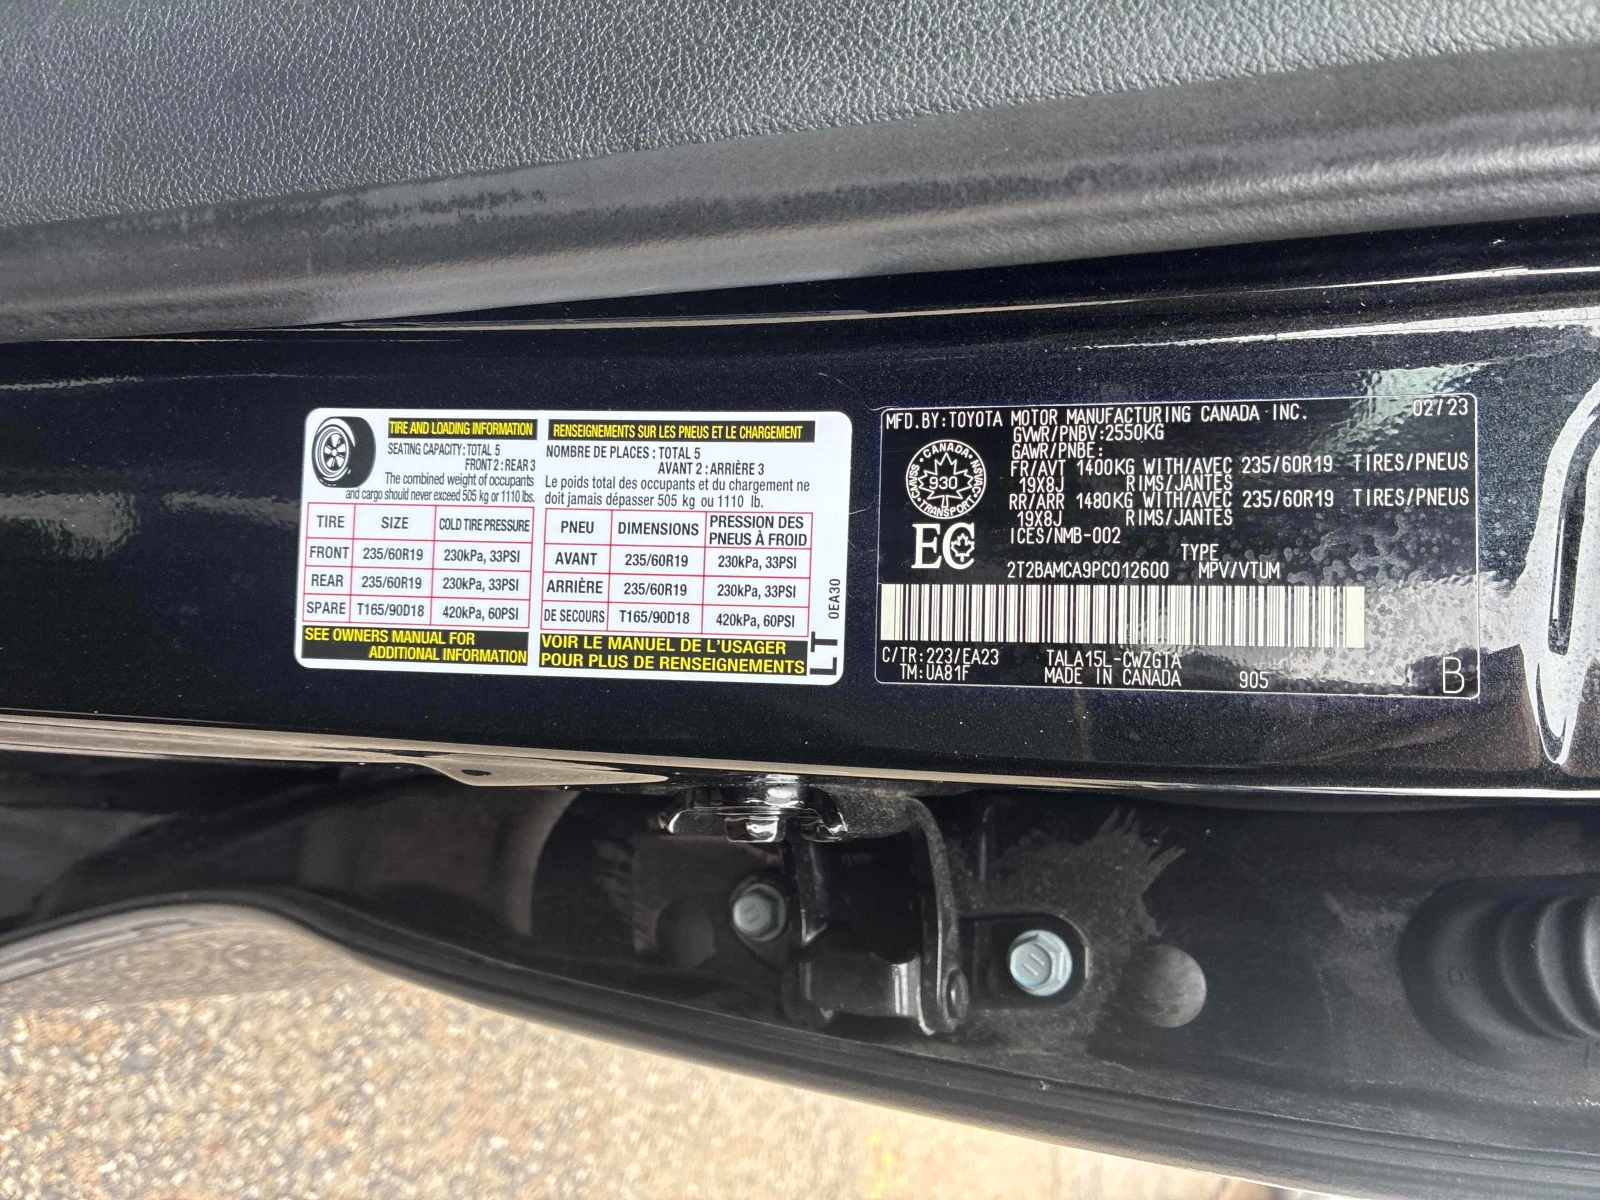 TIRE AND LOADING INFORMATION
SEATING CAPACITY: TOTAL 5
FRONT 2 : REAR 3
The combined weight of occupants
and cargo should never exceed 505 kg or 1110 lbs.
TIRE SIZE COLD TIRE PRESSURE
FRONT 235/60R19 230kPa, 33PSI
REAR 235/60R19 230kPa, 33PSI
SPARE T165/90D18 420kPa, 60PSI
SEE OWNERS MANUAL FOR
ADDITIONAL INFORMATION
RENSEIGNEMENTS SUR LES PNEUS ET LE CHARGEMENT
NOMBRE DE PLACES : TOTAL 5
AVANT 2 : ARRIÈRE 3
Le poids total des occupants et du chargement ne
doit jamais dépasser 505 kg ou 1110 lb.
PNEU DIMENSIONS PRESSION DES PNEUS À FROID
AVANT 235/60R19 230kPa, 33PSI
ARRIÈRE 235/60R19 230kPa, 33PSI
DE SECOURS T165/90D18 420kPa, 60PSI
VOIR LE MANUEL DE L'USAGER
POUR PLUS DE RENSEIGNEMENTS
LT
0EA30
MFD.BY:TOYOTA MOTOR MANUFACTURING CANADA INC. 02/23
GVWR/PNBV:2550KG
GAWR/PNBE:
FR/AVT 1400KG WITH/AVEC 235/60R19 TIRES/PNEUS
19X8J RIMS/JANTES
RR/ARR 1480KG WITH/AVEC 235/60R19 TIRES/PNEUS
19X8J RIMS/JANTES
ICES/NMB-002
CANADA
930
TRANSPORT
EC
TYPE
2T2BAMCA9PC012600 MPV/VTUM
C/TR:223/EA23 TALA15L-CWZGTA
TM:UA81F MADE IN CANADA 905
B